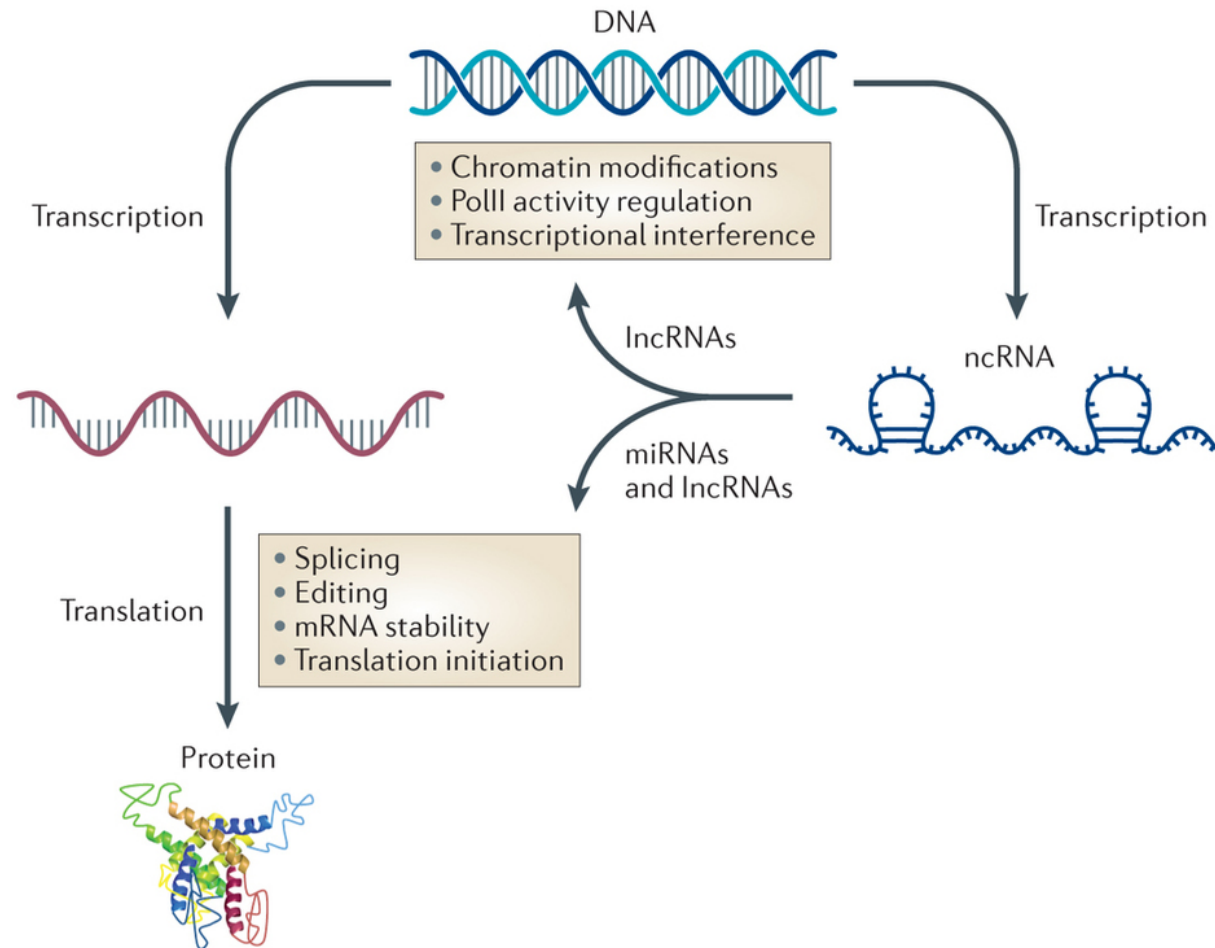 DNA
• Chromatin modifications
• PolII activity regulation
• Transcriptional interference
Transcription
Transcription
lncRNAs
ncRNA
miRNAs
and lncRNAs
• Splicing
• Editing
• mRNA stability
• Translation initiation
Translation
Protein